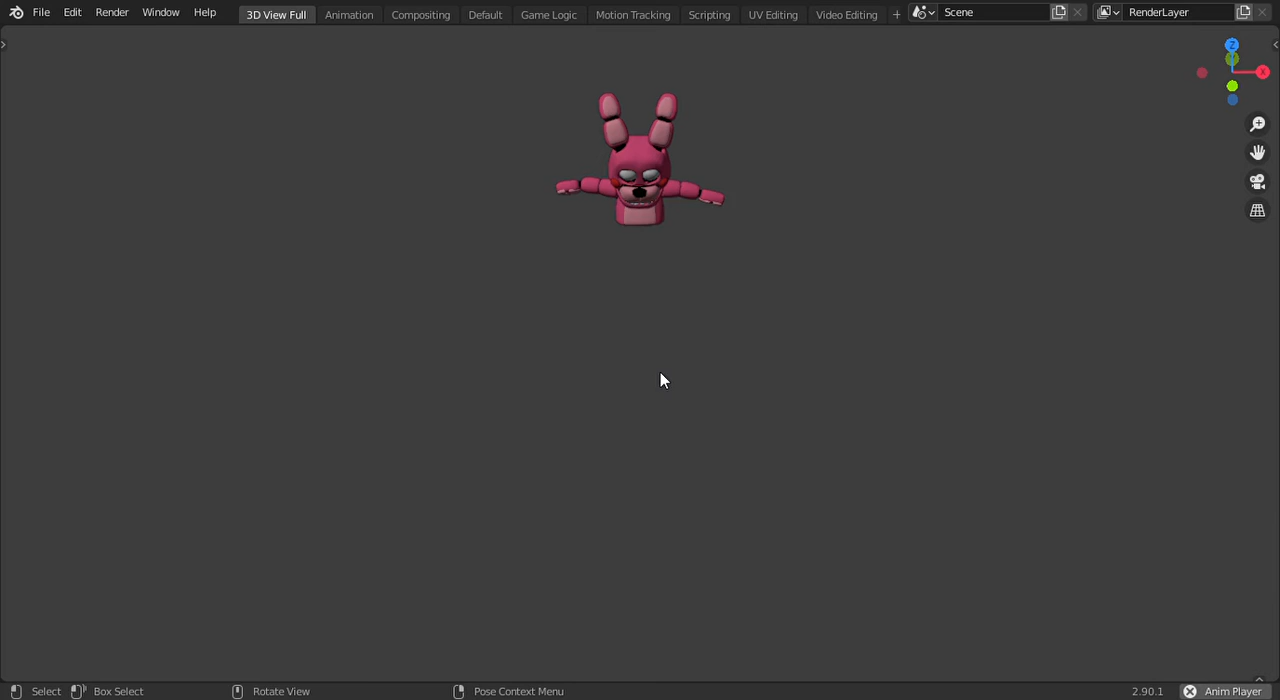 File Edit Render Window Help 3D View Full Animation Compositing Default Game Logic Motion Tracking Scripting UV Editing Video Editing + Scene RenderLayer
Z
X
Select Box Select Rotate View Pose Context Menu 2.90.1 Anim Player